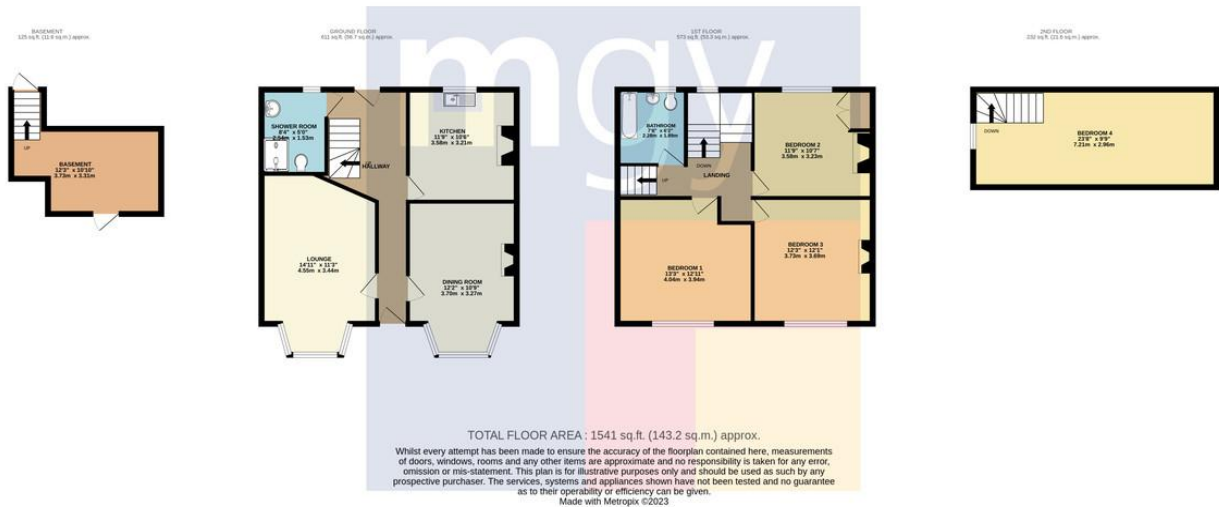 mgy
BASEMENT
125 sq.ft. (11.6 sq.m.) approx.
GROUND FLOOR
611 sq.ft. (56.7 sq.m.) approx.
1ST FLOOR
573 sq.ft. (53.3 sq.m.) approx.
2ND FLOOR
232 sq.ft. (21.6 sq.m.) approx.
UP
BASEMENT
12'3" x 10'10"
3.73m x 3.31m
SHOWER ROOM
8'4" x 5'0"
2.54m x 1.53m
UP
HALLWAY
KITCHEN
11'9" x 10'6"
3.58m x 3.21m
LOUNGE
14'11" x 11'3"
4.55m x 3.44m
DINING ROOM
12'2" x 10'9"
3.70m x 3.27m
BATHROOM
DOWN
UP
LANDING
BEDROOM 2
11'9" x 10'7"
3.58m x 3.23m
BEDROOM 1
13'3" x 12'11"
4.04m x 3.94m
BEDROOM 3
12'3" x 12'1"
3.73m x 3.69m
DOWN
BEDROOM 4
23'8" x 9'9"
7.21m x 2.96m
TOTAL FLOOR AREA : 1541 sq.ft. (143.2 sq.m.) approx.
Whilst every attempt has been made to ensure the accuracy of the floorplan contained here, measurements
of doors, windows, rooms and any other items are approximate and no responsibility is taken for any error,
omission or mis-statement. This plan is for illustrative purposes only and should be used as such by any
prospective purchaser. The services, systems and appliances shown have not been tested and no guarantee
as to their operability or efficiency can be given.
Made with Metropix ©2023